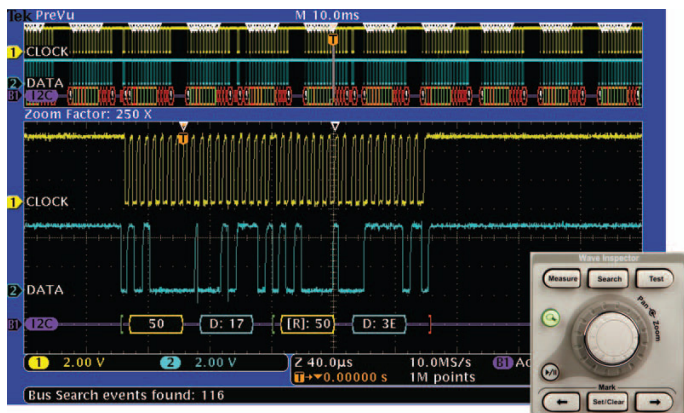 Tek PreVu M 10.0ms
T
1 CLOCK
2 DATA
B1 I2C
Zoom Factor: 250 X
T
1 CLOCK
2 DATA
B1 I2C [ 50 D: 17 [ [R]: 50 D: 3E ]
1 2.00 V 2 2.00 V Z 40.0µs 10.0MS/s B1
T→▼0.00000 s 1M points
Bus Search events found: 116
Wave Inspector
Measure Search Test
Pan Zoom
Mark
← Set/Clear →